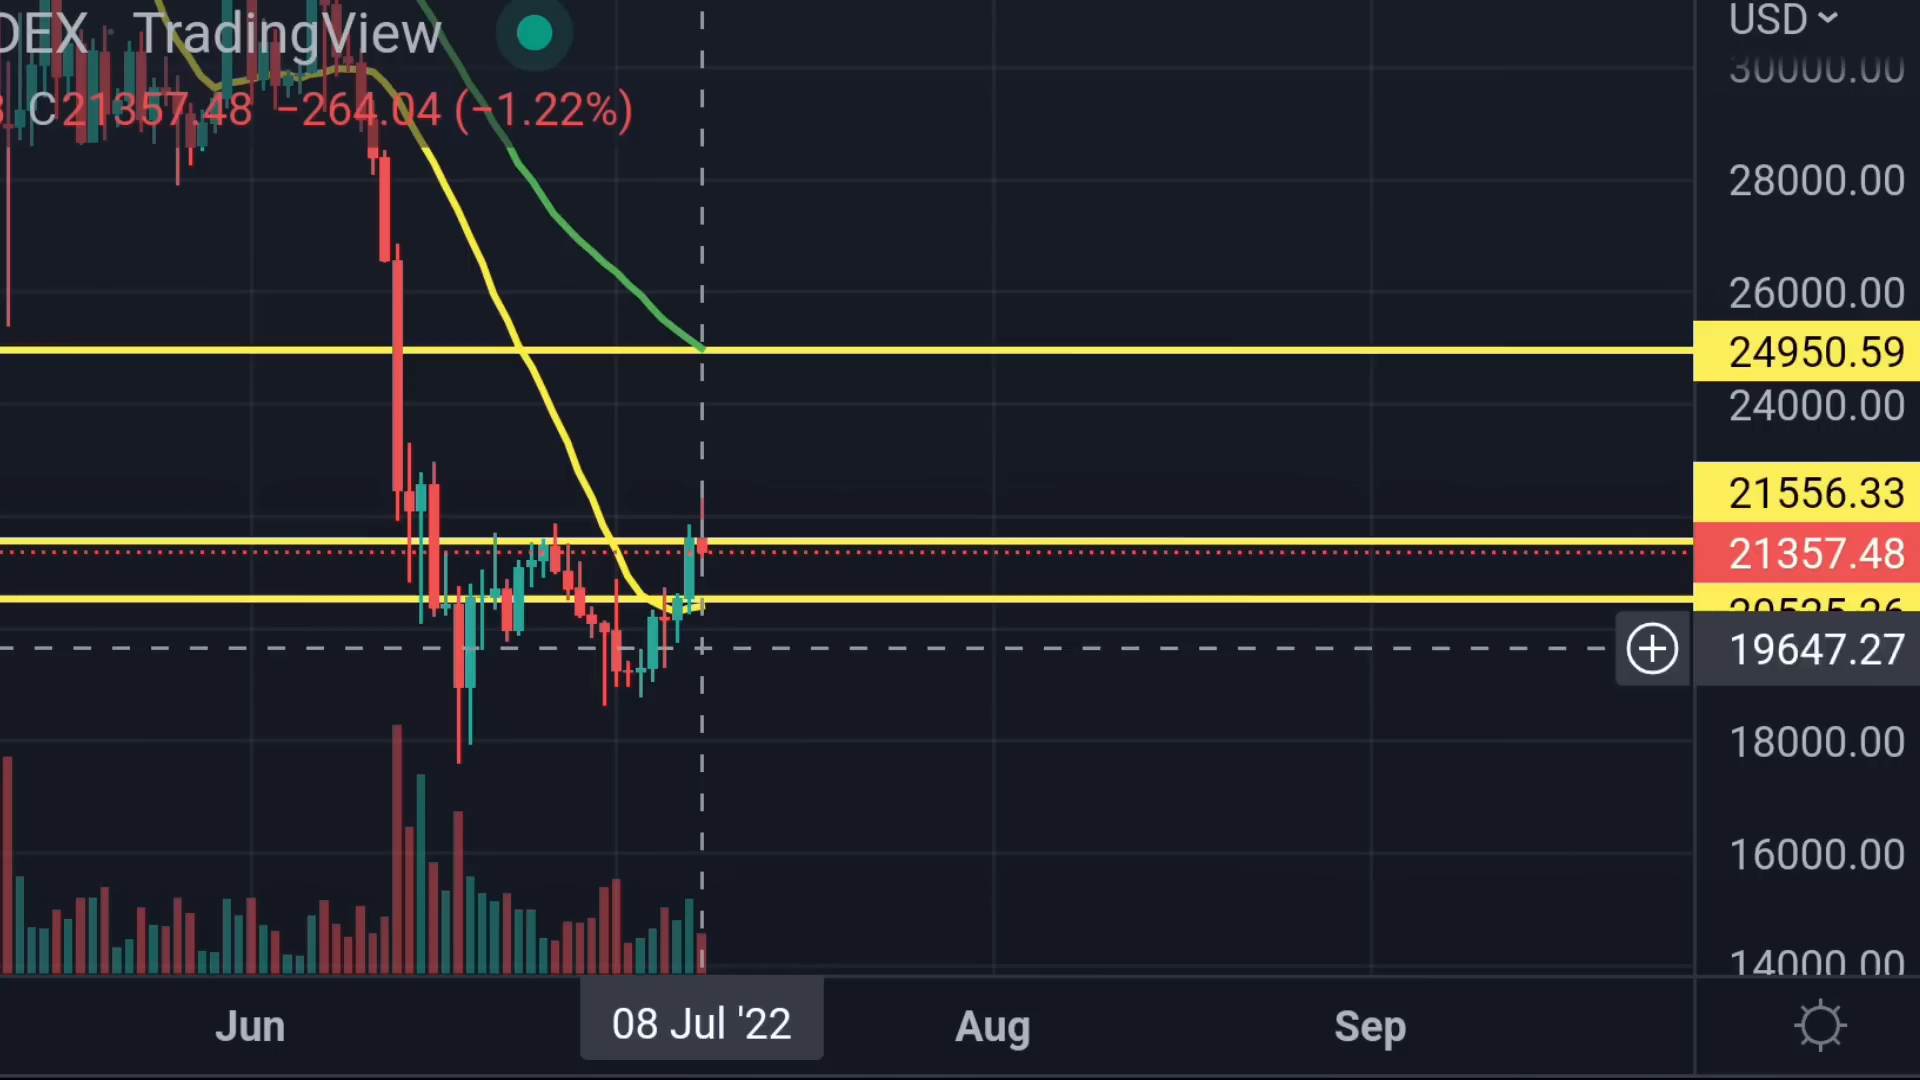 DEX · TradingView
C21357.48 −264.04 (−1.22%)
USD
30000.00
28000.00
26000.00
24950.59
24000.00
21556.33
21357.48
20525.26
19647.27
18000.00
16000.00
14000.00
Jun
08 Jul '22
Aug
Sep